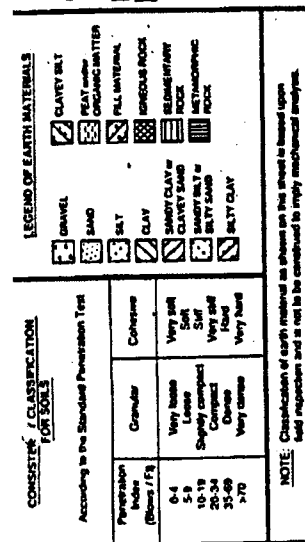 CONSISTENCY / CLASSIFICATION
FOR SOILS
According to the Standard Penetration Test
Penetration
Index
(Blows / Ft)
Granular
Cohesive
0-4 Very loose Very soft
5-9 Loose Soft
10-19 Slightly compact Stiff
20-34 Compact Very stiff
35-69 Dense Hard
>70 Very dense Very hard
LEGEND OF EARTH MATERIALS
GRAVEL
SAND
SILT
CLAY
SANDY CLAY or
CLAYEY SAND
SANDY SILT or
SILTY SAND
SILTY CLAY
CLAYEY SILT
PEAT and/or
ORGANIC MATTER
FILL MATERIAL
IGNEOUS ROCK
SEDIMENTARY
ROCK
METAMORPHIC
ROCK
NOTE: Classification of earth material as shown on this sheet is based upon
field inspection and is not be construed to imply mechanical analysis.